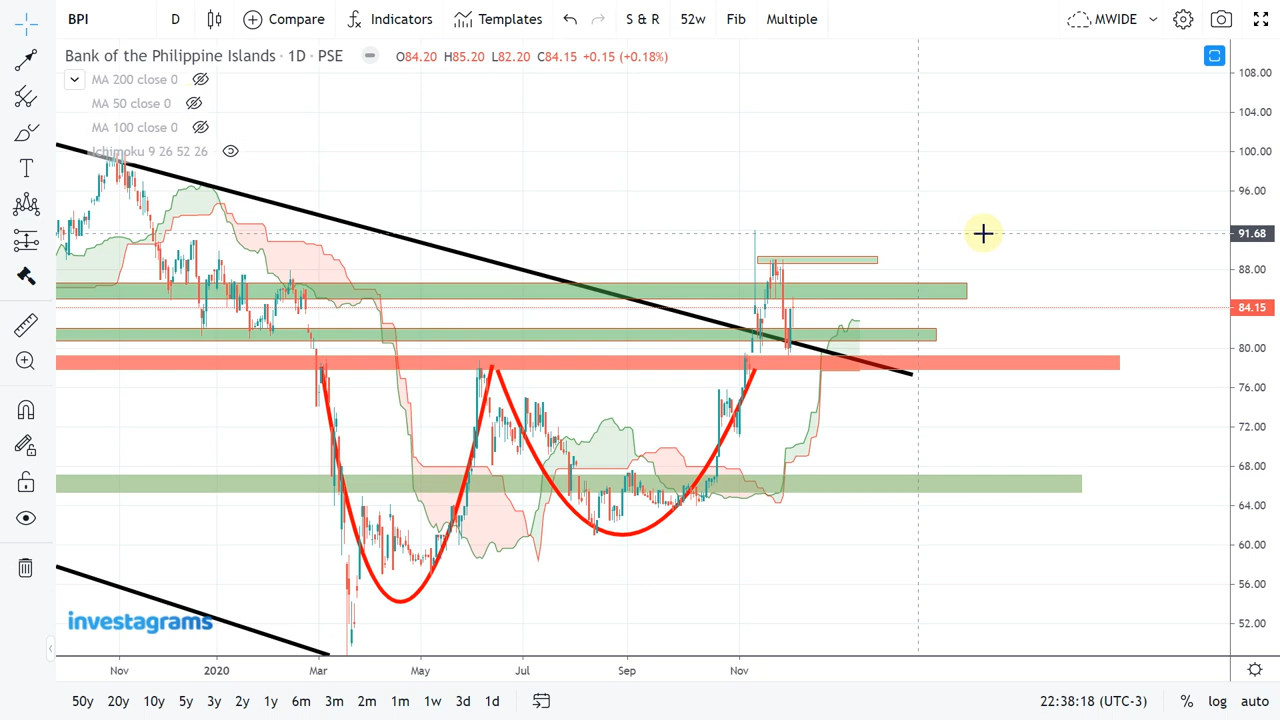 BPI D Compare Indicators Templates S & R 52w Fib Multiple MWIDE
Bank of the Philippine Islands · 1D · PSE O84.20 H85.20 L82.20 C84.15 +0.15 (+0.18%)
MA 200 close 0
MA 50 close 0
MA 100 close 0
Ichimoku 9 26 52 26
108.00
104.00
100.00
96.00
91.68
88.00
84.15
80.00
76.00
72.00
68.00
64.00
60.00
56.00
52.00
investagrams
Nov 2020 Mar May Jul Sep Nov
50y 20y 10y 5y 3y 2y 1y 6m 3m 2m 1m 1w 3d 1d 22:38:18 (UTC-3) % log auto